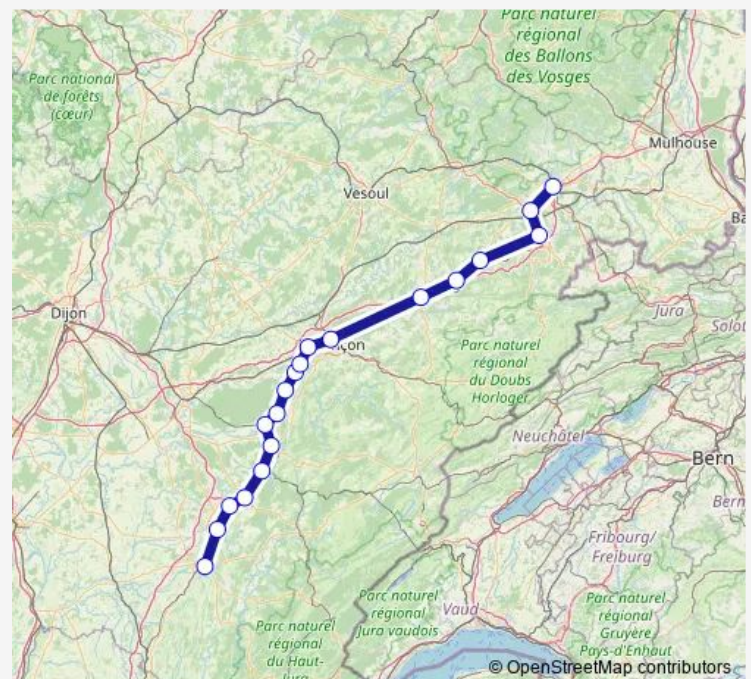 Parc naturel
régional
des Ballons
des Vosges
Parc national
de forêts
(cœur)
Mulhouse
Vesoul
Ba
Dijon
Jura
Solot
çon
Parc naturel
régional
du Doubs
Horloger
Neuchâtel
Bern
Bern
Fribourg/
Freiburg
Parc naturel
régional
Jura vaudois
Vaud
Parc naturel
régional
Gruyère
Pays-d'Enhaut
Parc naturel
régional
du Haut-
Jura
© OpenStreetMap contributors